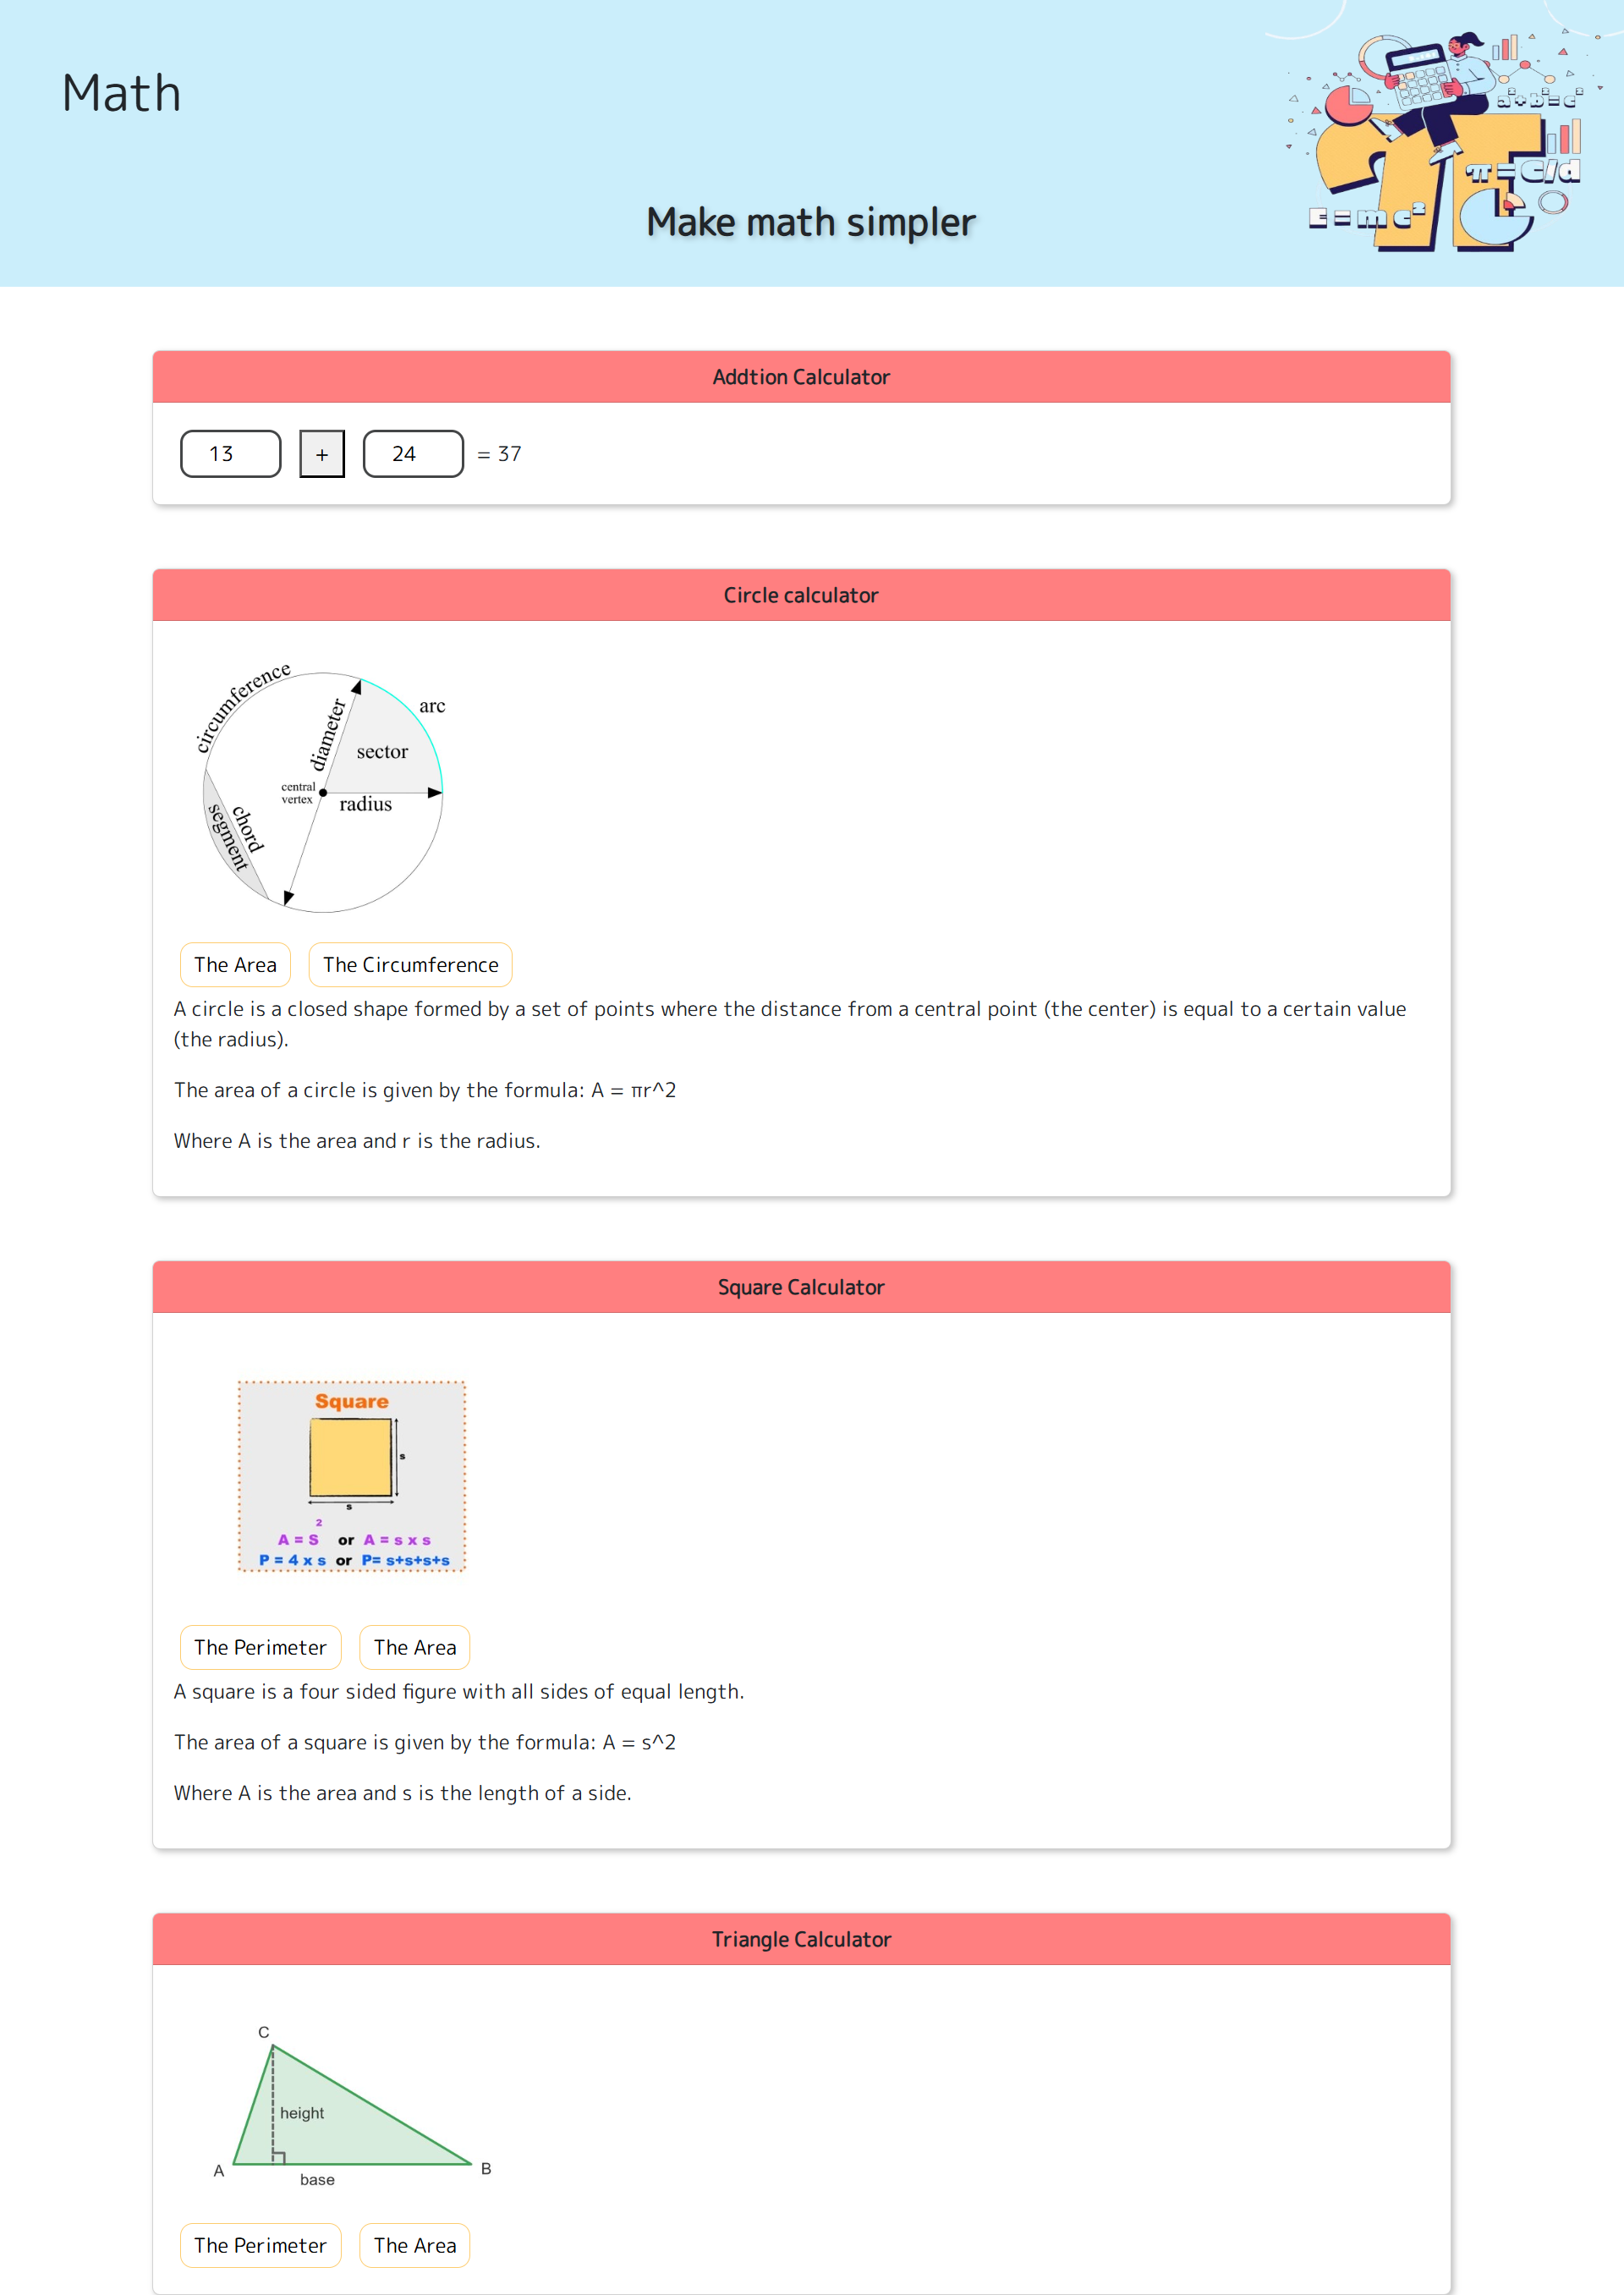 Math
a²+b²=c²
π=C/d
E=mc²
Make math simpler
Addtion Calculator
13 + 24 = 37
Circle calculator
circumference
diameter
arc
sector
central
vertex
radius
chord
segment
The Area The Circumference
A circle is a closed shape formed by a set of points where the distance from a central point (the center) is equal to a certain value
(the radius).
The area of a circle is given by the formula: A = πr^2
Where A is the area and r is the radius.
Square Calculator
Square
s
s
A = S² or A = s x s
P = 4 x s or P= s+s+s+s
The Perimeter The Area
A square is a four sided figure with all sides of equal length.
The area of a square is given by the formula: A = s^2
Where A is the area and s is the length of a side.
Triangle Calculator
C
height
A
B
base
The Perimeter The Area